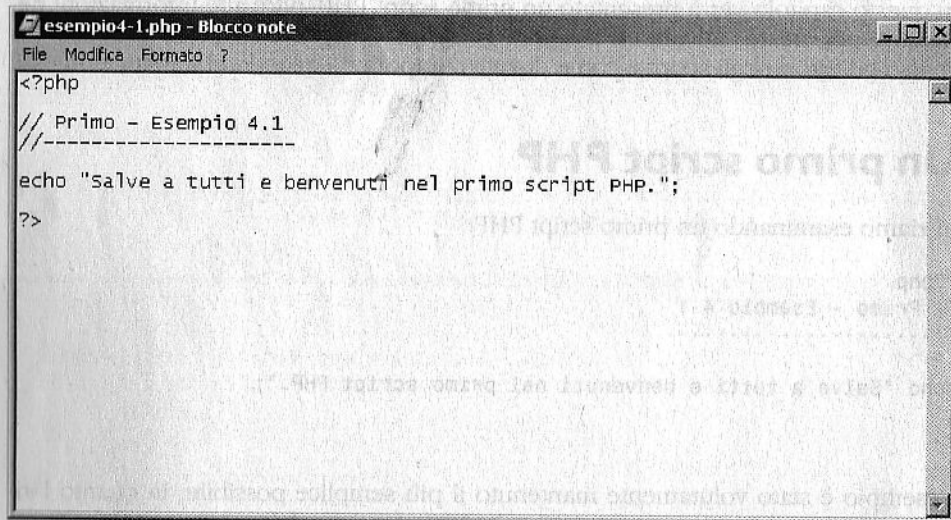 esempio4-1.php - Blocco note
File Modifica Formato ?
<?php
// Primo - Esempio 4.1
//---------------------
echo "Salve a tutti e benvenuti nel primo script PHP.";
?>